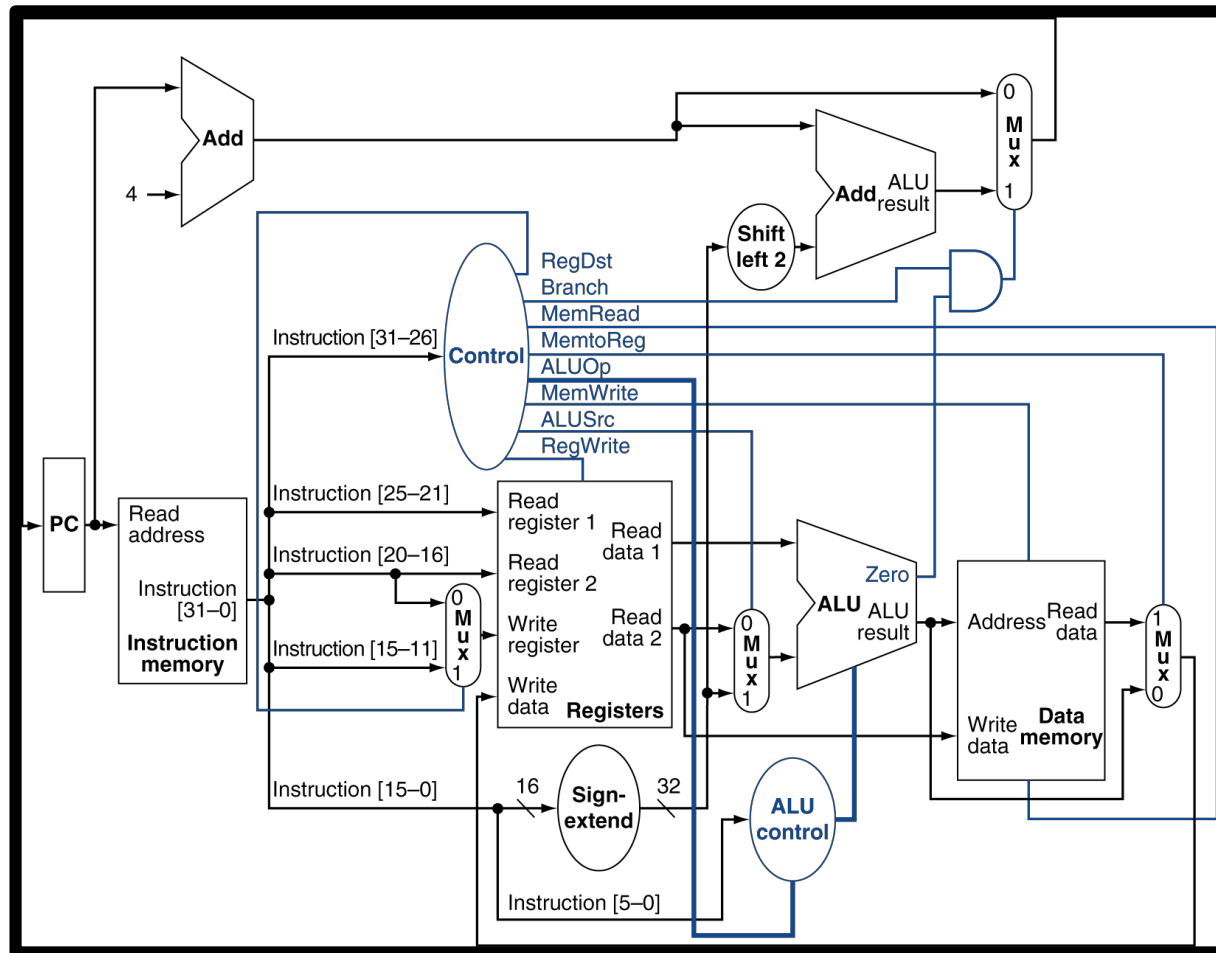 Add
4
0
Mux
1
Add
ALU
result
Shift
left 2
RegDst
Branch
MemRead
MemtoReg
ALUOp
MemWrite
ALUSrc
RegWrite
Control
Instruction [31–26]
Instruction [25–21]
Instruction [20–16]
Instruction [15–11]
Instruction [15–0]
PC
Read
address
Instruction
[31–0]
Instruction
memory
0
Mux
1
Read
register 1
Read
register 2
Write
register
Write
data
Read
data 1
Read
data 2
Registers
0
Mux
1
Zero
ALU
ALU
result
Address
Read
data
Write
data
Data
memory
1
Mux
0
16
Sign-
extend
32
ALU
control
Instruction [5–0]